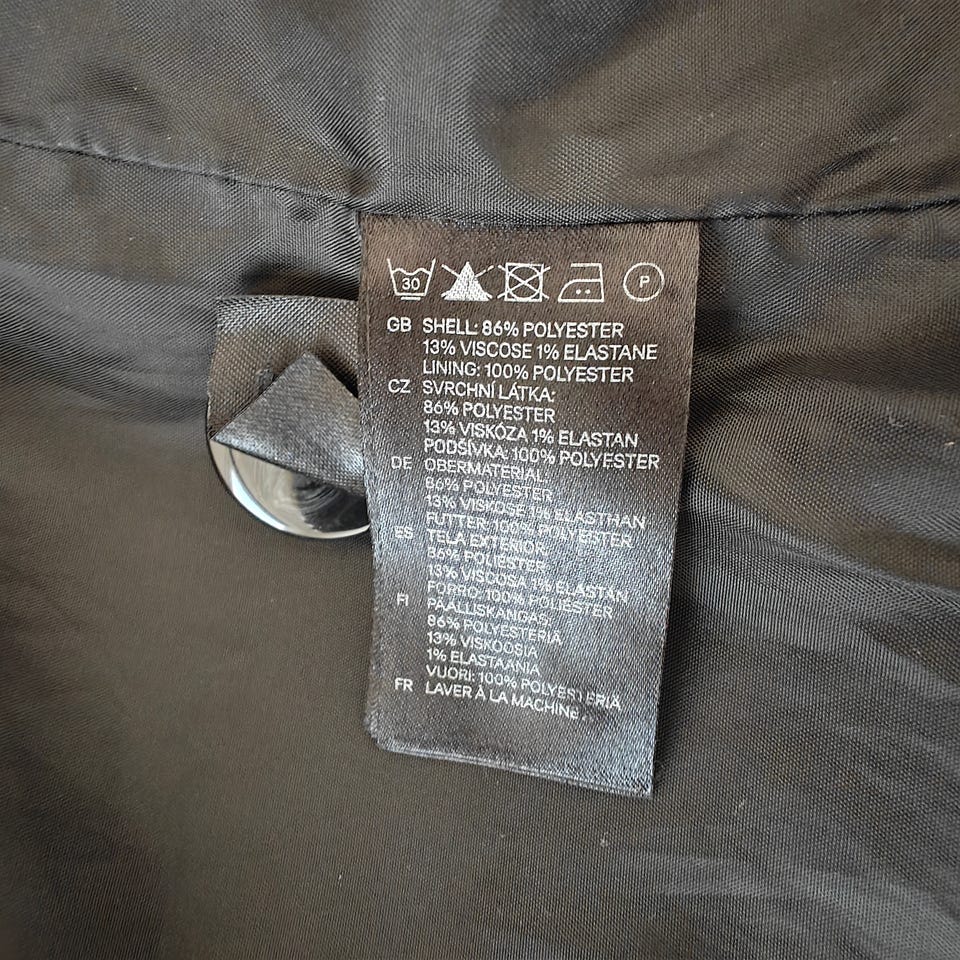 30 P
GB SHELL: 86% POLYESTER
13% VISCOSE 1% ELASTANE
LINING: 100% POLYESTER
CZ SVRCHNÍ LÁTKA:
86% POLYESTER
13% VISKÓZA 1% ELASTAN
PODŠÍVKA: 100% POLYESTER
DE OBERMATERIAL:
86% POLYESTER
13% VISKOSE 1% ELASTHAN
FUTTER: 100% POLYESTER
ES TELA EXTERIOR:
86% POLIÉSTER
13% VISCOSA 1% ELASTÁN
FORRO: 100% POLIÉSTER
FI PÄÄLLISKANGAS:
86% POLYESTERIÄ
13% VISKOOSIA
1% ELASTAANIA
VUORI: 100% POLYESTERIÄ
FR LAVER À LA MACHINE